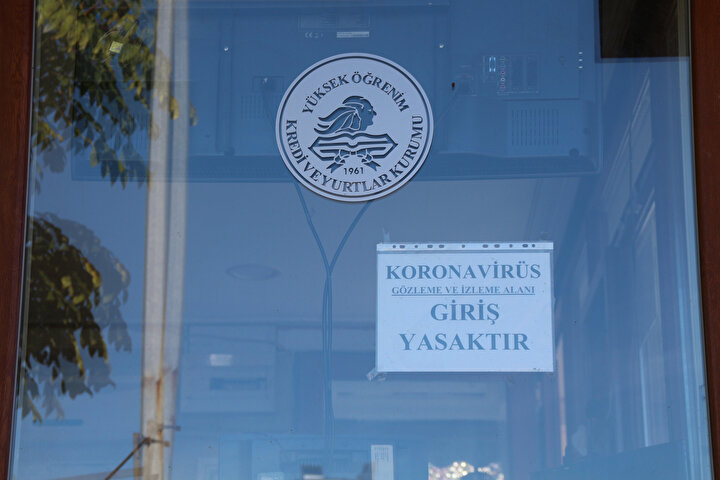 YÜKSEK ÖĞRENİM
KREDİ VE YURTLAR KURUMU
1961
KORONAVİRÜS
GÖZLEME VE İZLEME ALANI
GİRİŞ
YASAKTIR